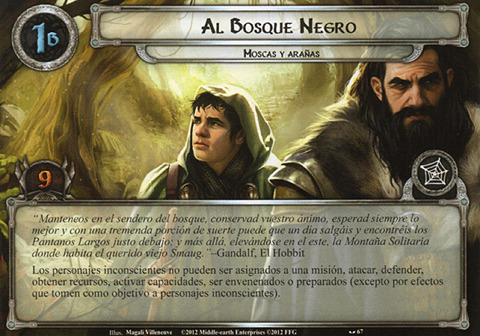 1B
AL BOSQUE NEGRO
MOSCAS Y ARAÑAS
9
“Manteneos en el sendero del bosque, conservad vuestro ánimo, esperad siempre lo
mejor y con una tremenda porción de suerte puede que un día salgáis y encontréis los
Pantanos Largos justo debajo; y más allá, elevándose en el este, la Montaña Solitaria
donde habita el querido viejo Smaug.”–Gandalf, El Hobbit
Los personajes inconscientes no pueden ser asignados a una misión, atacar, defender,
obtener recursos, activar capacidades, ser envenenados o preparados (excepto por efectos
que tomen como objetivo a personajes inconscientes).
Illus. Magali Villeneuve ©2012 Middle-earth Enterprises ©2012 FFG 67